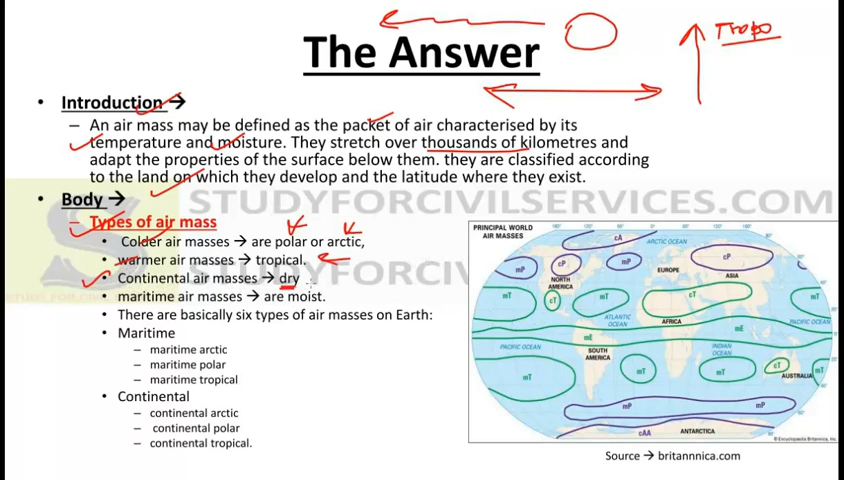 The Answer
Tropo
• Introduction →
– An air mass may be defined as the packet of air characterised by its
temperature and moisture. They stretch over thousands of kilometres and
adapt the properties of the surface below them. they are classified according
to the land on which they develop and the latitude where they exist.
• Body →
– Types of air mass
• Colder air masses → are polar or arctic,
• warmer air masses → tropical.
• Continental air masses → dry
• maritime air masses → are moist.
• There are basically six types of air masses on Earth:
• Maritime
– maritime arctic
– maritime polar
– maritime tropical
• Continental
– continental arctic
– continental polar
– continental tropical.
STUDYFORCIVILSERVICES.COM
PRINCIPAL WORLD
AIR MASSES
cA
ARCTIC OCEAN
mP
cP
mP
cP
NORTH
AMERICA
EUROPE
ASIA
mT
cT
mT
cT
mT
ATLANTIC
OCEAN
AFRICA
PACIFIC OCEAN
mE
mE
PACIFIC OCEAN
SOUTH
AMERICA
INDIAN
OCEAN
mT
mT
mT
cT
mT
AUSTRALIA
mP
mP
cAA
ANTARCTICA
© Encyclopædia Britannica, Inc.
Source → britannnica.com